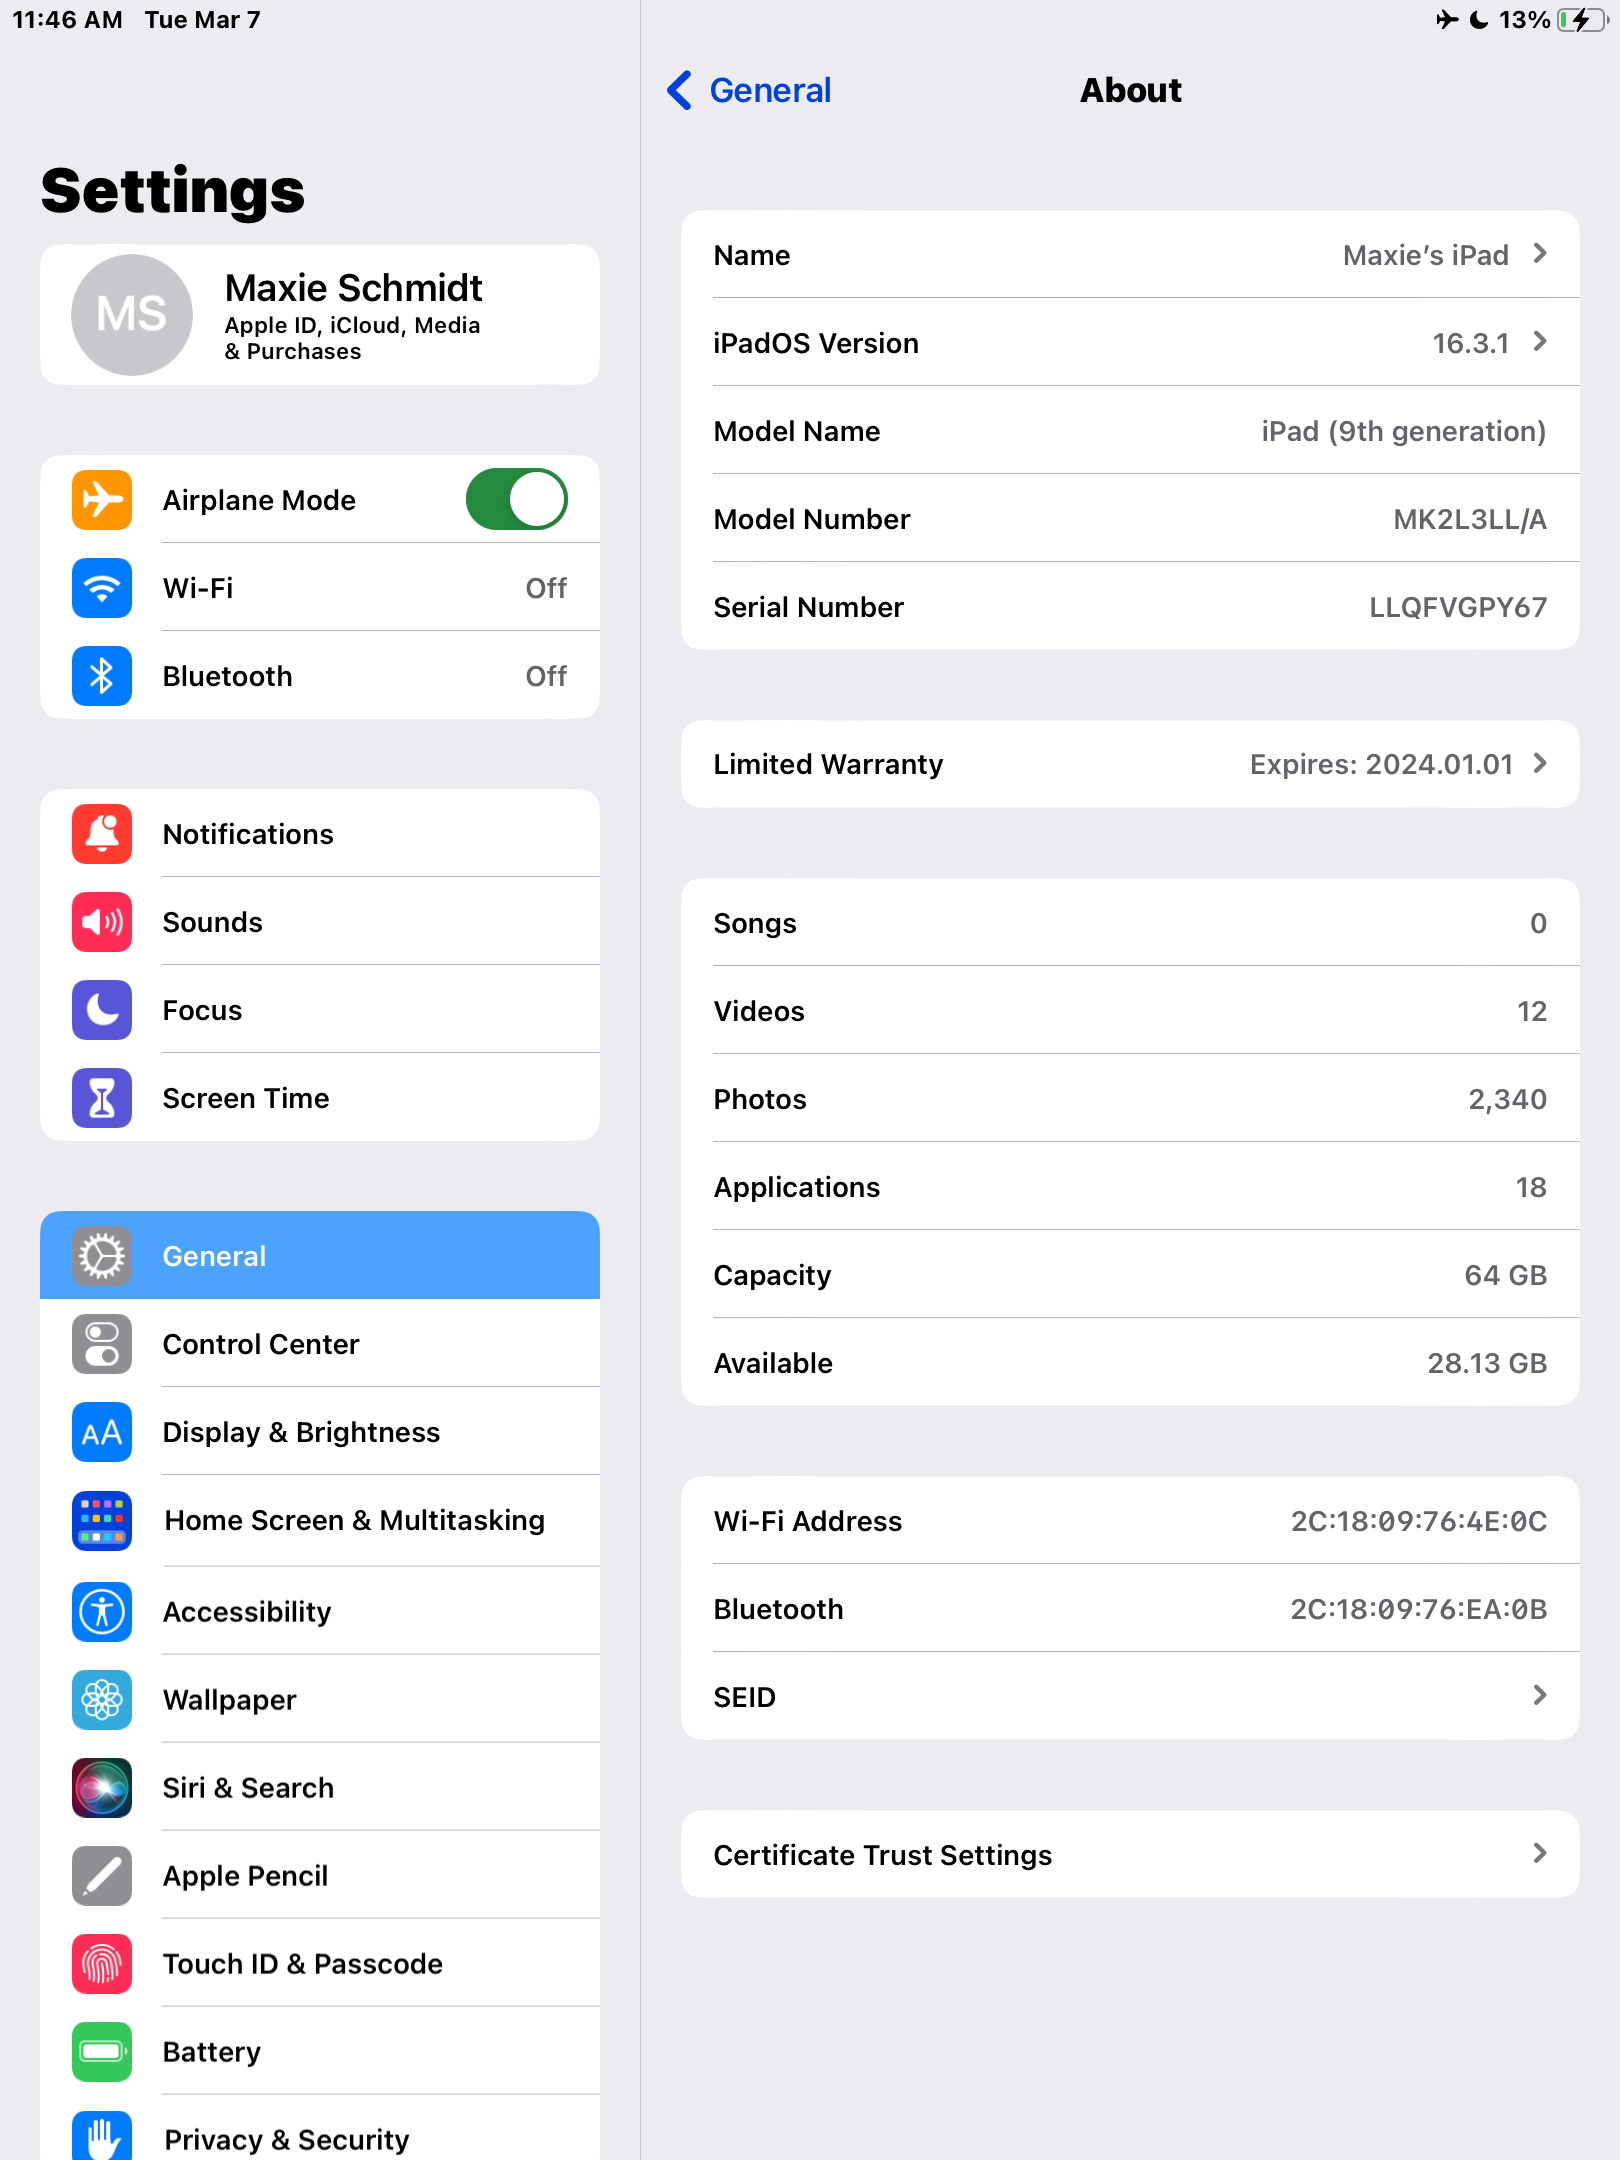 11:46 AM Tue Mar 7
13%
Settings
MS
Maxie Schmidt
Apple ID, iCloud, Media
& Purchases
Airplane Mode
Wi-Fi Off
Bluetooth Off
Notifications
Sounds
Focus
Screen Time
General
Control Center
AA Display & Brightness
Home Screen & Multitasking
Accessibility
Wallpaper
Siri & Search
Apple Pencil
Touch ID & Passcode
Battery
Privacy & Security
General
About
Name Maxie’s iPad
iPadOS Version 16.3.1
Model Name iPad (9th generation)
Model Number MK2L3LL/A
Serial Number LLQFVGPY67
Limited Warranty Expires: 2024.01.01
Songs 0
Videos 12
Photos 2,340
Applications 18
Capacity 64 GB
Available 28.13 GB
Wi-Fi Address 2C:18:09:76:4E:0C
Bluetooth 2C:18:09:76:EA:0B
SEID
Certificate Trust Settings